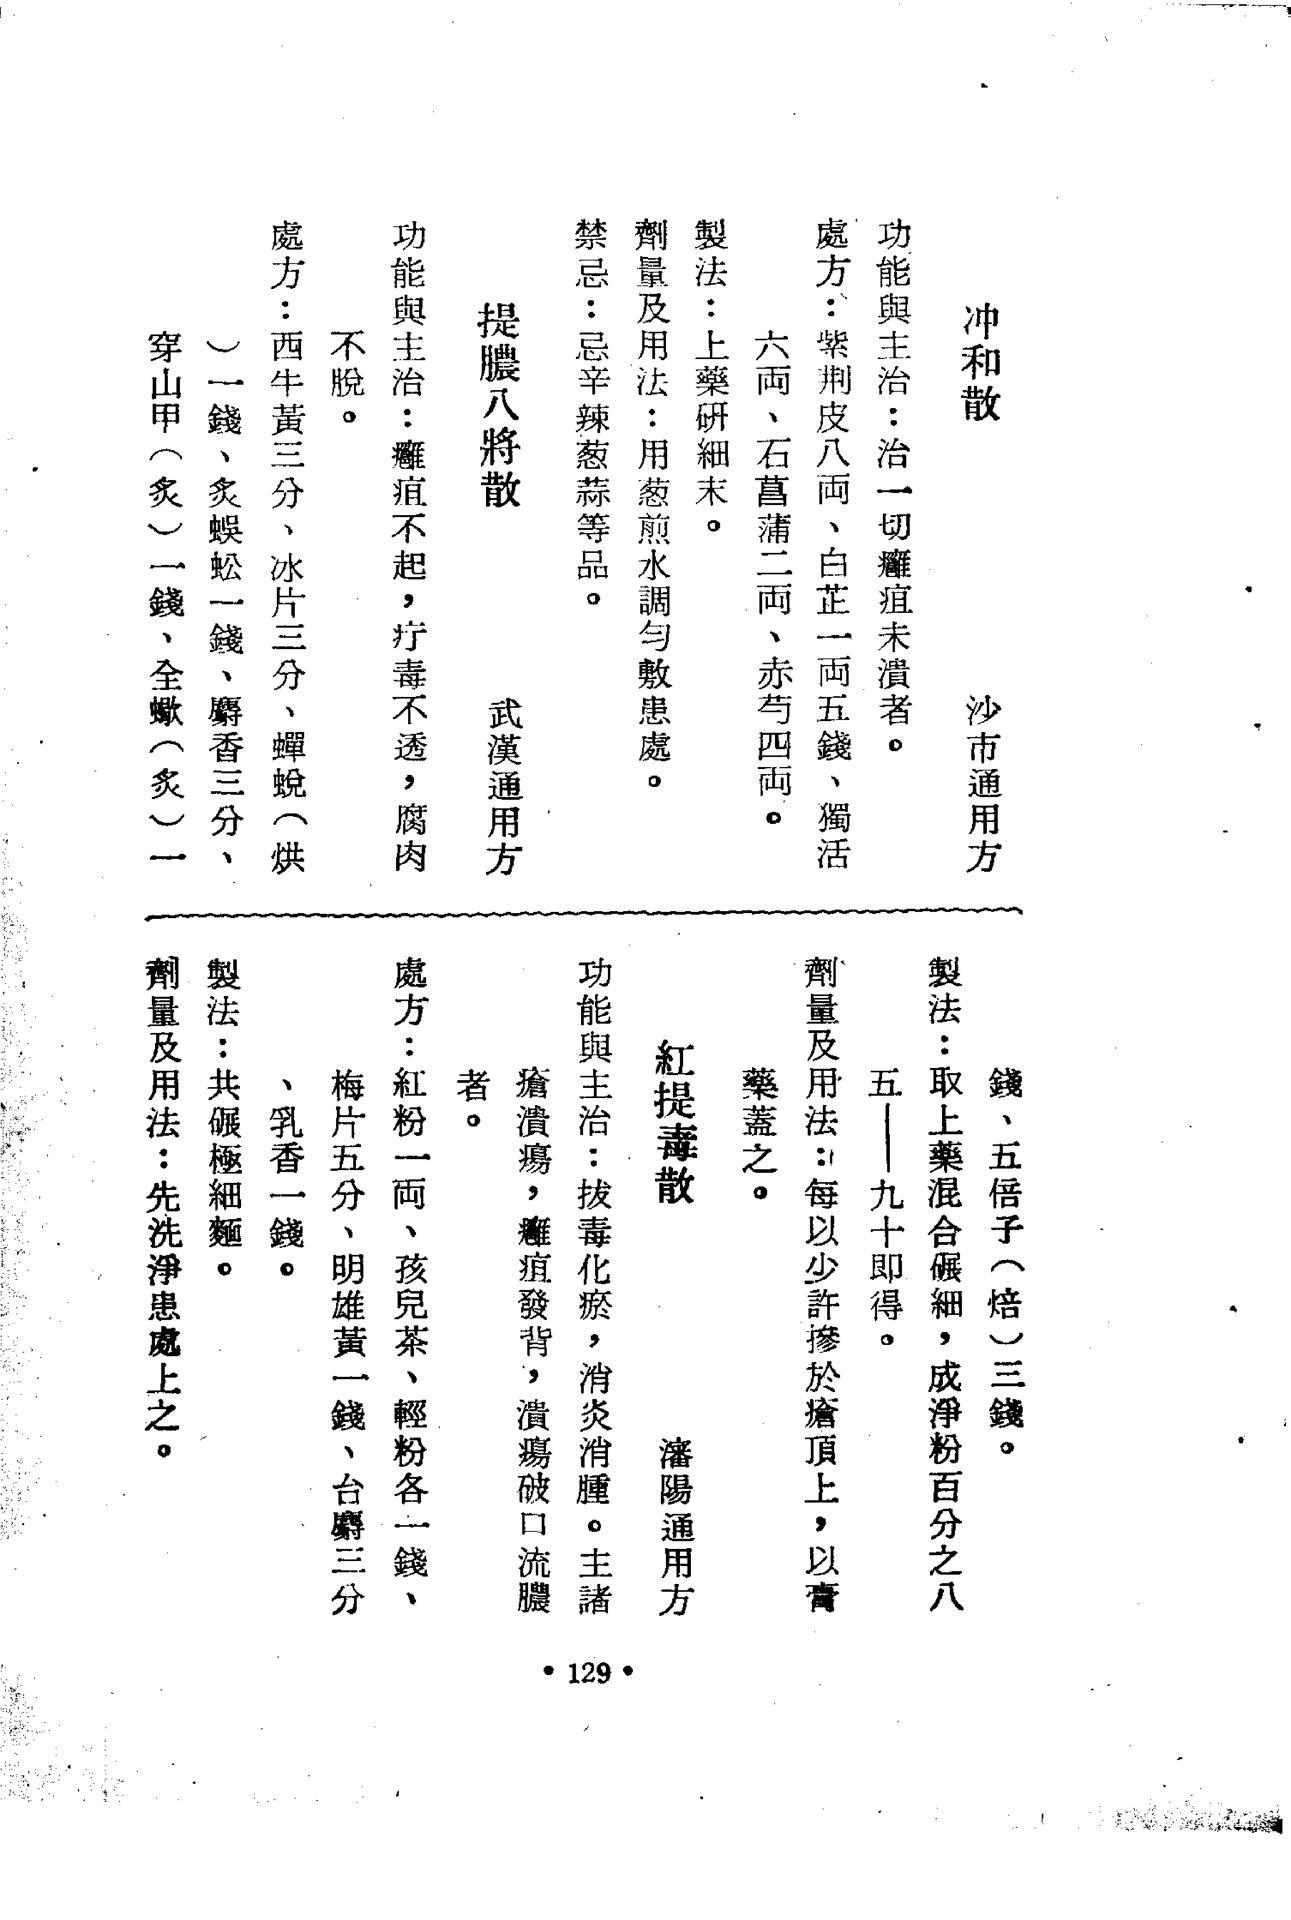 冲和散　沙市通用方
功能與主治：治一切癰疽未潰者。
處方：紫荆皮八両、白芷一両五錢、獨活
六両、石菖蒲二両、赤芍四両。
製法：上藥研細末。
劑量及用法：用葱煎水調匀敷患處。
禁忌：忌辛辣葱蒜等品。
提膿八將散　武漢通用方
功能與主治：癰疽不起，疔毒不透，腐肉
不脫。
處方：西牛黃三分、冰片三分、蟬蛻（烘
）一錢、炙蜈蚣一錢、麝香三分、
穿山甲（炙）一錢、全蠍（炙）一
錢、五倍子（焙）三錢。
製法：取上藥混合碾細，成淨粉百分之八
五——九十即得。
劑量及用法：每以少許摻於瘡頂上，以膏
藥蓋之。
紅提毒散　瀋陽通用方
功能與主治：拔毒化瘀，消炎消腫。主諸
瘡潰瘍，癰疽發背，潰瘍破口流膿
者。
處方：紅粉一両、孩兒茶、輕粉各一錢、
梅片五分、明雄黃一錢、台麝三分
、乳香一錢。
製法：共碾極細麵。
劑量及用法：先洗淨患處上之。
• 129 •